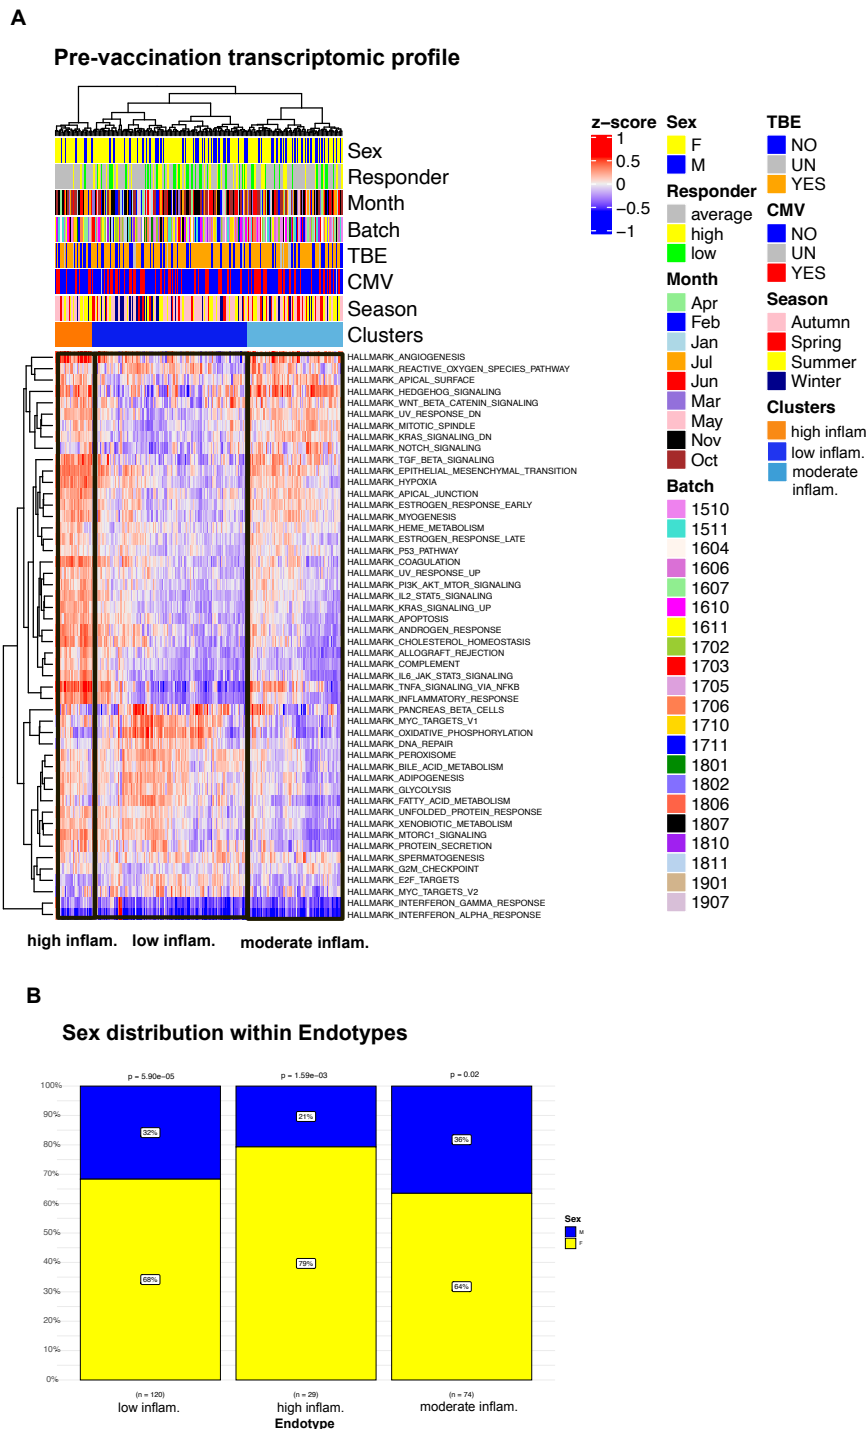 A
Pre-vaccination transcriptomic profile
Sex
Responder
Month
Batch
TBE
CMV
Season
Clusters
HALLMARK_ANGIOGENESIS
HALLMARK_REACTIVE_OXYGEN_SPECIES_PATHWAY
HALLMARK_APICAL_SURFACE
HALLMARK_HEDGEHOG_SIGNALING
HALLMARK_WNT_BETA_CATENIN_SIGNALING
HALLMARK_UV_RESPONSE_DN
HALLMARK_MITOTIC_SPINDLE
HALLMARK_KRAS_SIGNALING_DN
HALLMARK_NOTCH_SIGNALING
HALLMARK_TGF_BETA_SIGNALING
HALLMARK_EPITHELIAL_MESENCHYMAL_TRANSITION
HALLMARK_HYPOXIA
HALLMARK_APICAL_JUNCTION
HALLMARK_ESTROGEN_RESPONSE_EARLY
HALLMARK_MYOGENESIS
HALLMARK_HEME_METABOLISM
HALLMARK_ESTROGEN_RESPONSE_LATE
HALLMARK_P53_PATHWAY
HALLMARK_COAGULATION
HALLMARK_UV_RESPONSE_UP
HALLMARK_PI3K_AKT_MTOR_SIGNALING
HALLMARK_IL2_STAT5_SIGNALING
HALLMARK_KRAS_SIGNALING_UP
HALLMARK_APOPTOSIS
HALLMARK_ANDROGEN_RESPONSE
HALLMARK_CHOLESTEROL_HOMEOSTASIS
HALLMARK_ALLOGRAFT_REJECTION
HALLMARK_COMPLEMENT
HALLMARK_IL6_JAK_STAT3_SIGNALING
HALLMARK_TNFA_SIGNALING_VIA_NFKB
HALLMARK_INFLAMMATORY_RESPONSE
HALLMARK_PANCREAS_BETA_CELLS
HALLMARK_MYC_TARGETS_V1
HALLMARK_OXIDATIVE_PHOSPHORYLATION
HALLMARK_DNA_REPAIR
HALLMARK_PEROXISOME
HALLMARK_BILE_ACID_METABOLISM
HALLMARK_ADIPOGENESIS
HALLMARK_GLYCOLYSIS
HALLMARK_FATTY_ACID_METABOLISM
HALLMARK_UNFOLDED_PROTEIN_RESPONSE
HALLMARK_XENOBIOTIC_METABOLISM
HALLMARK_MTORC1_SIGNALING
HALLMARK_PROTEIN_SECRETION
HALLMARK_SPERMATOGENESIS
HALLMARK_G2M_CHECKPOINT
HALLMARK_E2F_TARGETS
HALLMARK_MYC_TARGETS_V2
HALLMARK_INTERFERON_GAMMA_RESPONSE
HALLMARK_INTERFERON_ALPHA_RESPONSE
high inflam. low inflam. moderate inflam.
z−score
1
0.5
0
−0.5
−1
Sex
F
M
Responder
average
high
low
Month
Apr
Feb
Jan
Jul
Jun
Mar
May
Nov
Oct
Batch
1510
1511
1604
1606
1607
1610
1611
1702
1703
1705
1706
1710
1711
1801
1802
1806
1807
1810
1811
1901
1907
TBE
NO
UN
YES
CMV
NO
UN
YES
Season
Autumn
Spring
Summer
Winter
Clusters
high inflam
low inflam.
moderate
inflam.
B
Sex distribution within Endotypes
p = 5.90e−05 p = 1.59e−03 p = 0.02
100%
90%
80%
70%
60%
50%
40%
30%
20%
10%
0%
32% 21% 36%
68% 79% 64%
Sex
M
F
(n = 120) (n = 29) (n = 74)
low inflam. high inflam. moderate inflam.
Endotype